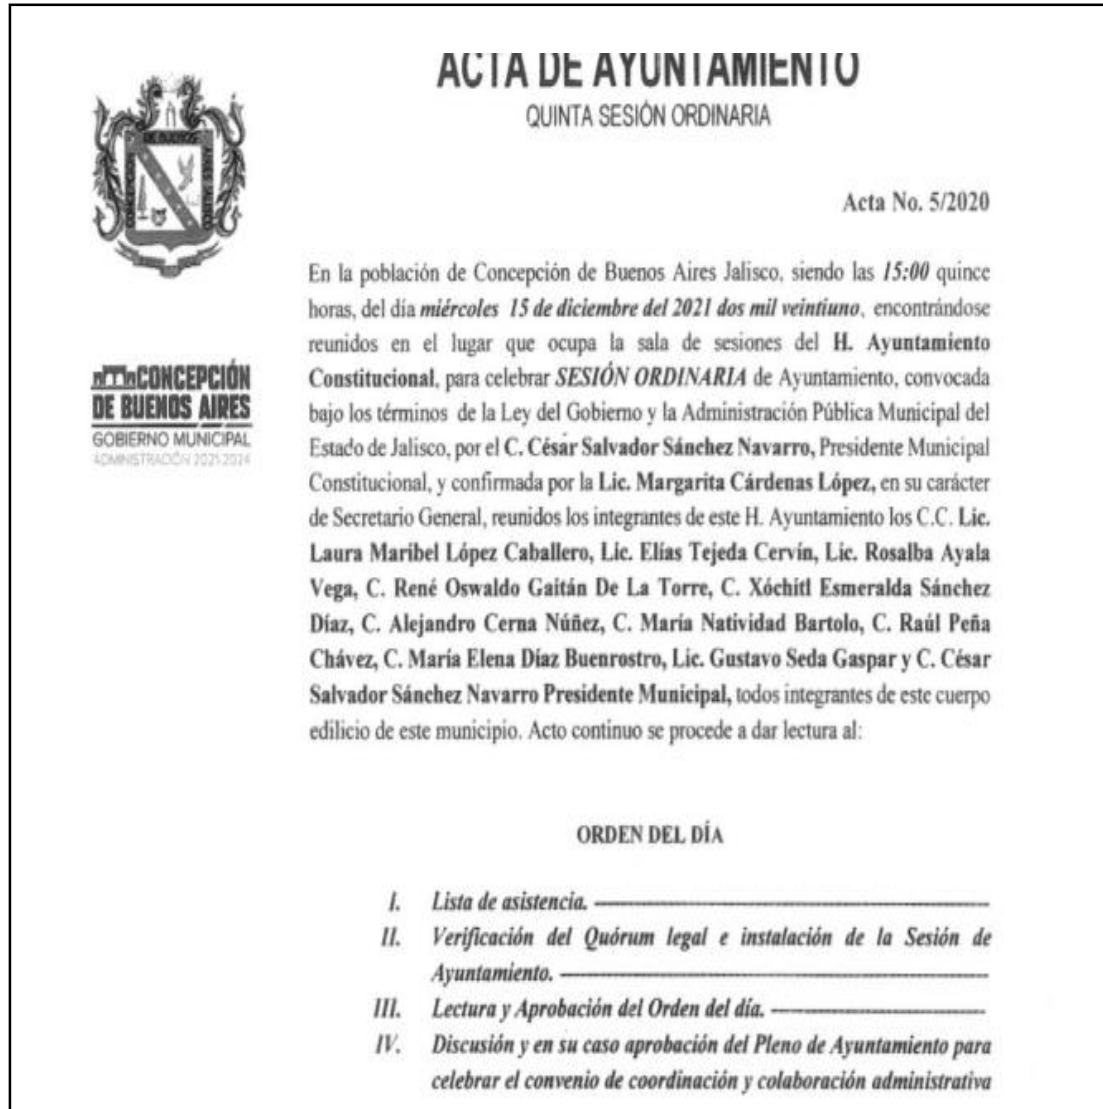 ACTA DE AYUNTAMIENTO
QUINTA SESIÓN ORDINARIA
Acta No. 5/2020
En la población de Concepción de Buenos Aires Jalisco, siendo las 15:00 quince
horas, del día miércoles 15 de diciembre del 2021 dos mil veintiuno, encontrándose
reunidos en el lugar que ocupa la sala de sesiones del H. Ayuntamiento
Constitucional, para celebrar SESIÓN ORDINARIA de Ayuntamiento, convocada
bajo los términos de la Ley del Gobierno y la Administración Pública Municipal del
Estado de Jalisco, por el C. César Salvador Sánchez Navarro, Presidente Municipal
Constitucional, y confirmada por la Lic. Margarita Cárdenas López, en su carácter
de Secretario General, reunidos los integrantes de este H. Ayuntamiento los C.C. Lic.
Laura Maribel López Caballero, Lic. Elías Tejeda Cervín, Lic. Rosalba Ayala
Vega, C. René Oswaldo Gaitán De La Torre, C. Xóchitl Esmeralda Sánchez
Díaz, C. Alejandro Cerna Núñez, C. María Natividad Bartolo, C. Raúl Peña
Chávez, C. María Elena Díaz Buenrostro, Lic. Gustavo Seda Gaspar y C. César
Salvador Sánchez Navarro Presidente Municipal, todos integrantes de este cuerpo
edilicio de este municipio. Acto continuo se procede a dar lectura al:
CONCEPCIÓN
DE BUENOS
AIRES JALISCO
CONCEPCIÓN
DE BUENOS AIRES
GOBIERNO MUNICIPAL
ADMINISTRACIÓN 2021-2024
ORDEN DEL DÍA
I. Lista de asistencia.
II. Verificación del Quórum legal e instalación de la Sesión de
Ayuntamiento.
III. Lectura y Aprobación del Orden del día.
IV. Discusión y en su caso aprobación del Pleno de Ayuntamiento para
celebrar el convenio de coordinación y colaboración administrativa